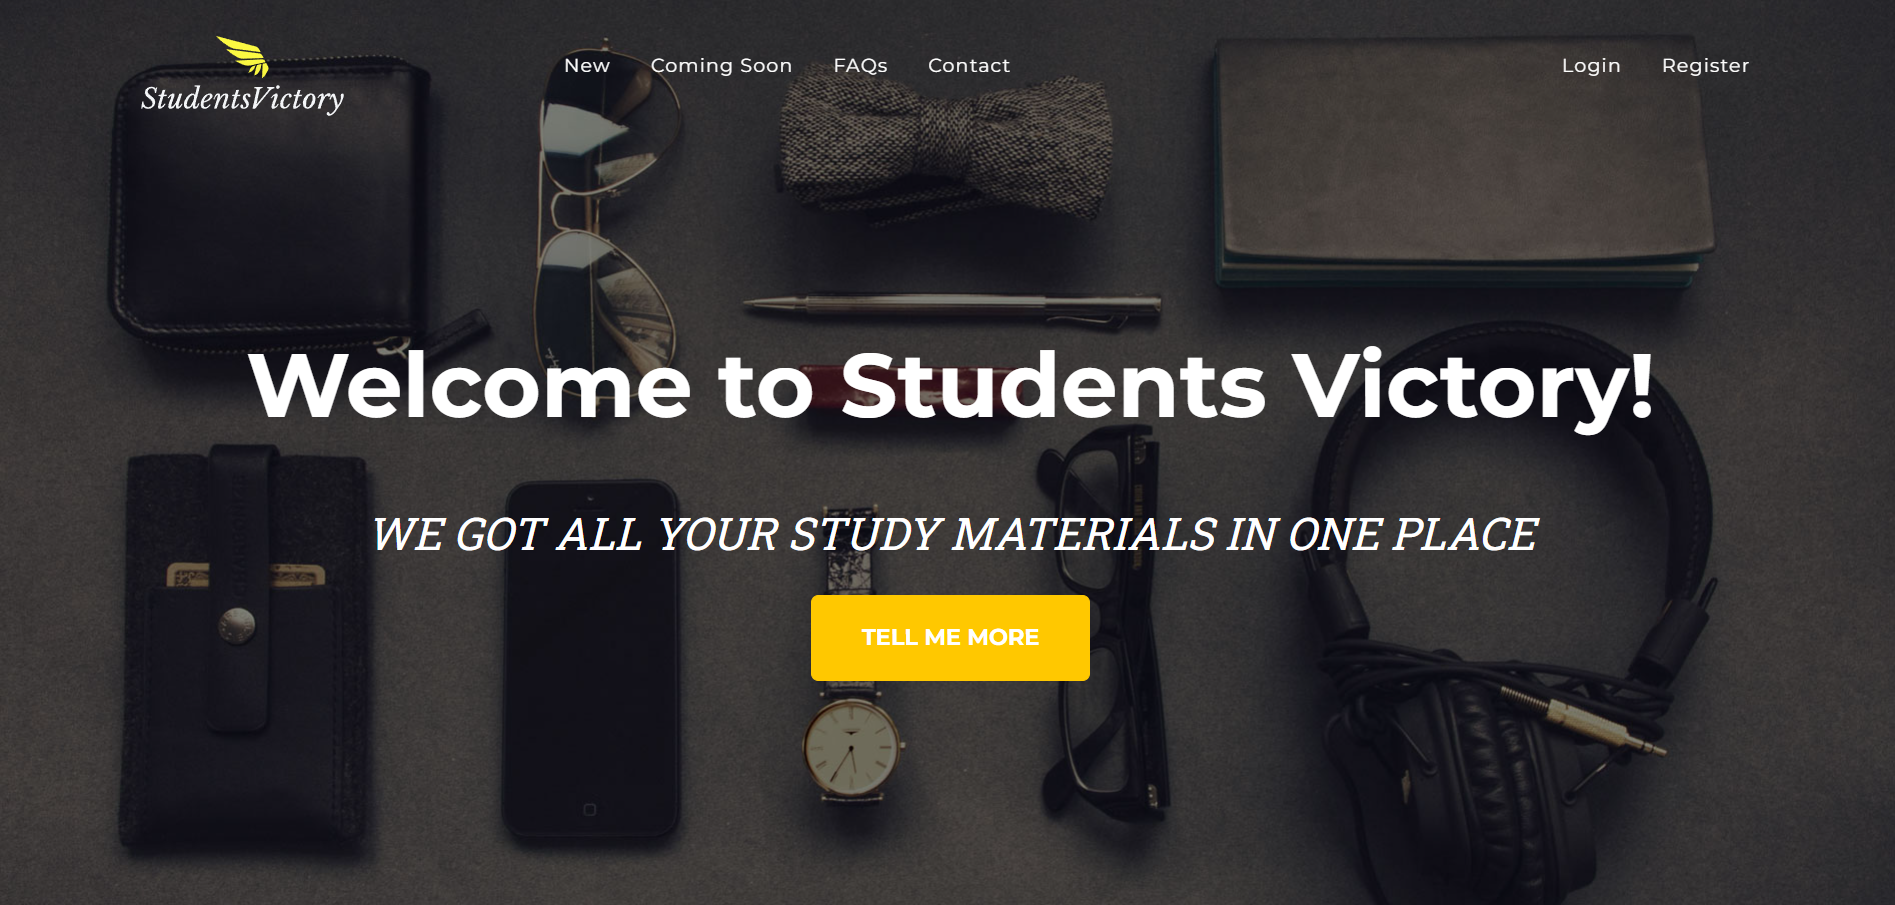 StudentsVictory
New Coming Soon FAQs Contact
Login Register
Welcome to Students Victory!
WE GOT ALL YOUR STUDY MATERIALS IN ONE PLACE
TELL ME MORE